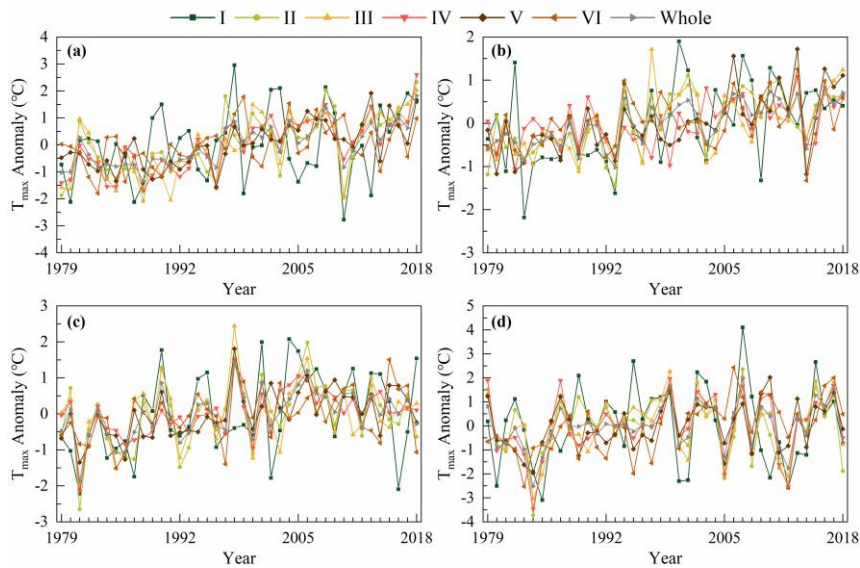 I II III IV V VI Whole
(a) (b)
4 3 2 1 0 -1 -2 -3 -4
Tmax Anomaly (℃)
1979 1992 2005 2018
Year
2 1 0 -1 -2 -3
Tmax Anomaly (℃)
1979 1992 2005 2018
Year
(c) (d)
3 2 1 0 -1 -2 -3
Tmax Anomaly (℃)
1979 1992 2005 2018
Year
5 4 3 2 1 0 -1 -2 -3 -4
Tmax Anomaly (℃)
1979 1992 2005 2018
Year